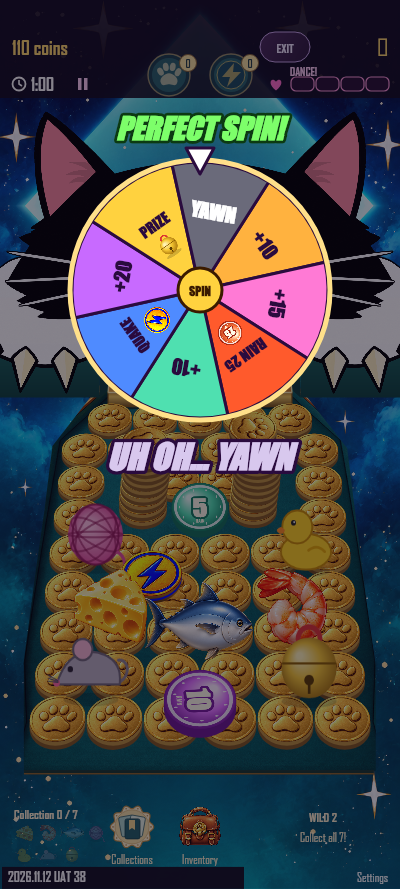 110 coins
0
0
EXIT
1:00
DANCE!
PERFECT SPIN!
YAWN
+10
+15
RAIN 25
+10
QUAKE
+20
PRIZE
SPIN
UH OH... YAWN
5
10
Collection 0 / 7
WILD 2
Collect all 7!
Collections
Inventory
2026.11.12 UAT 38
Settings